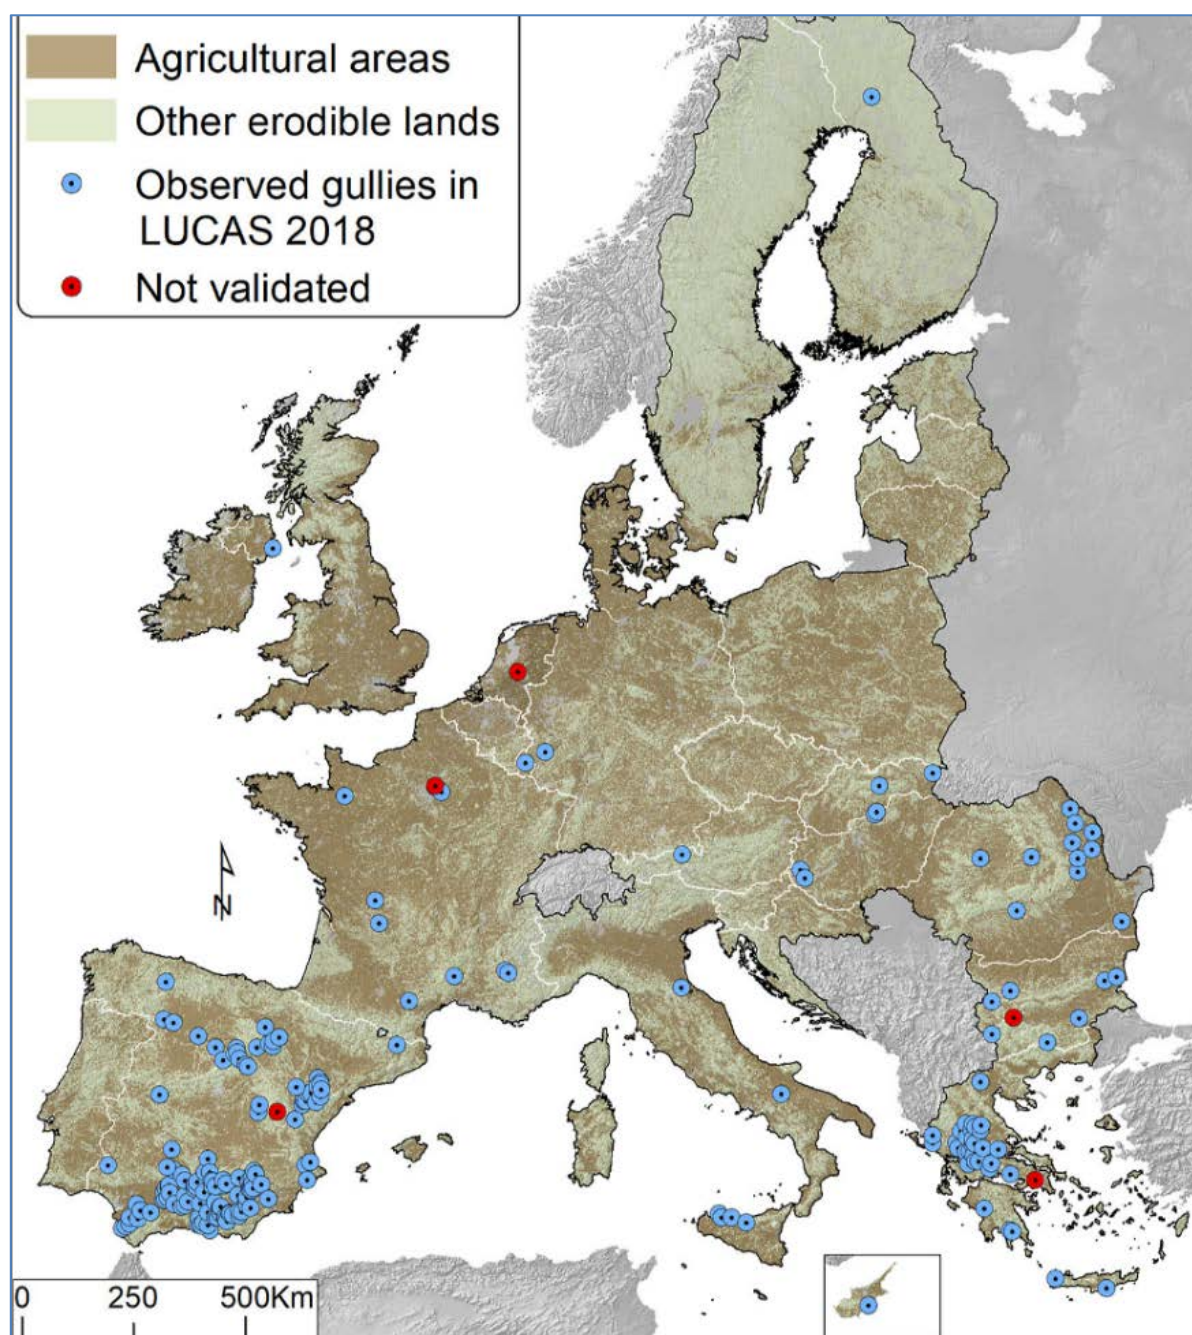 Agricultural areas
Other erodible lands
Observed gullies in
LUCAS 2018
Not validated
N
0 250 500Km